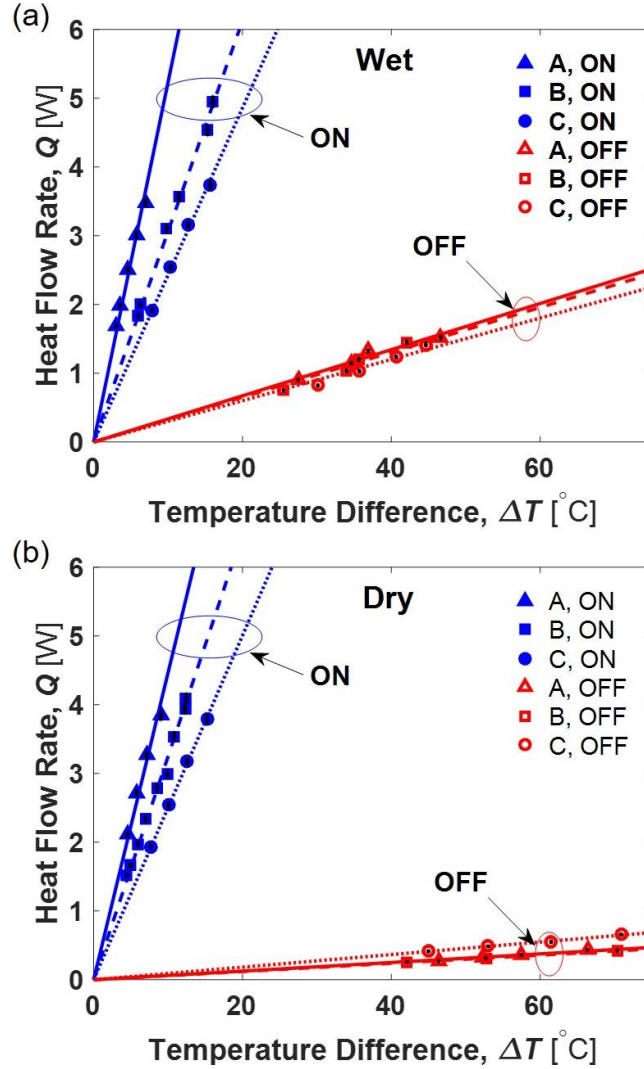 (a)
6
5
4
3
2
1
0
Heat Flow Rate, Q [W]
Wet
A, ON
B, ON
C, ON
A, OFF
B, OFF
C, OFF
ON
OFF
0 20 40 60
Temperature Difference, ΔT [°C]
(b)
6
5
4
3
2
1
0
Heat Flow Rate, Q [W]
Dry
A, ON
B, ON
C, ON
A, OFF
B, OFF
C, OFF
ON
OFF
0 20 40 60
Temperature Difference, ΔT [°C]